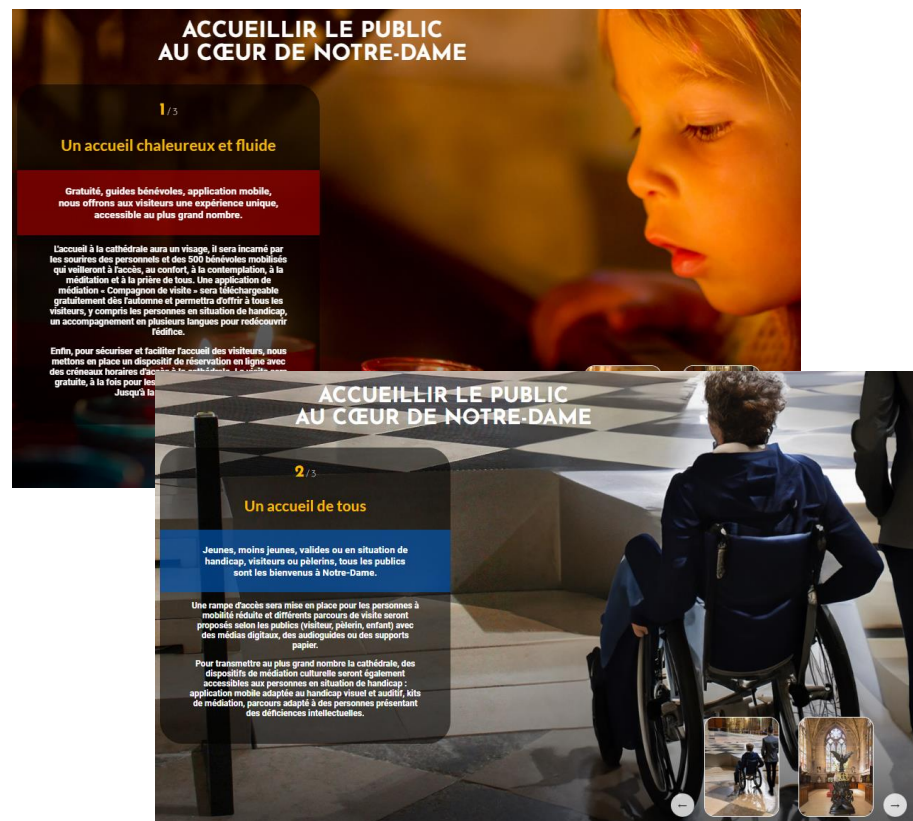 ACCUEILLIR LE PUBLIC
AU CŒUR DE NOTRE-DAME
1/3
Un accueil chaleureux et fluide
Gratuité, guides bénévoles, application mobile,
nous offrons aux visiteurs une expérience unique,
accessible au plus grand nombre.
L'accueil à la cathédrale aura un visage, il sera incarné par
les sourires des personnels et des 500 bénévoles mobilisés
qui veilleront à l'accès, au confort, à la contemplation, à la
méditation et à la prière de tous. Une application de
médiation « Compagnon de visite » sera téléchargeable
gratuitement dès l'automne et permettra d'offrir à tous les
visiteurs, y compris les personnes en situation de handicap,
un accompagnement en plusieurs langues pour redécouvrir
l'édifice.
Enfin, pour sécuriser et faciliter l'accueil des visiteurs, nous
mettons en place un dispositif de réservation en ligne avec
des créneaux horaires
gratuite, à la fois pour les
Jusqu'à la
ACCUEILLIR LE PUBLIC
AU CŒUR DE NOTRE-DAME
2/3
Un accueil de tous
Jeunes, moins jeunes, valides ou en situation de
handicap, visiteurs ou pèlerins, tous les publics
sont les bienvenus à Notre-Dame.
Une rampe d'accès sera mise en place pour les personnes à
mobilité réduite et différents parcours de visite seront
proposés selon les publics (visiteur, pèlerin, enfant) avec
des médias digitaux, des audioguides ou des supports
papier.
Pour transmettre au plus grand nombre la cathédrale, des
dispositifs de médiation culturelle seront également
accessibles aux personnes en situation de handicap :
application mobile adaptée au handicap visuel et auditif, kits
de médiation, parcours adapté à des personnes présentant
des déficiences intellectuelles.
← →